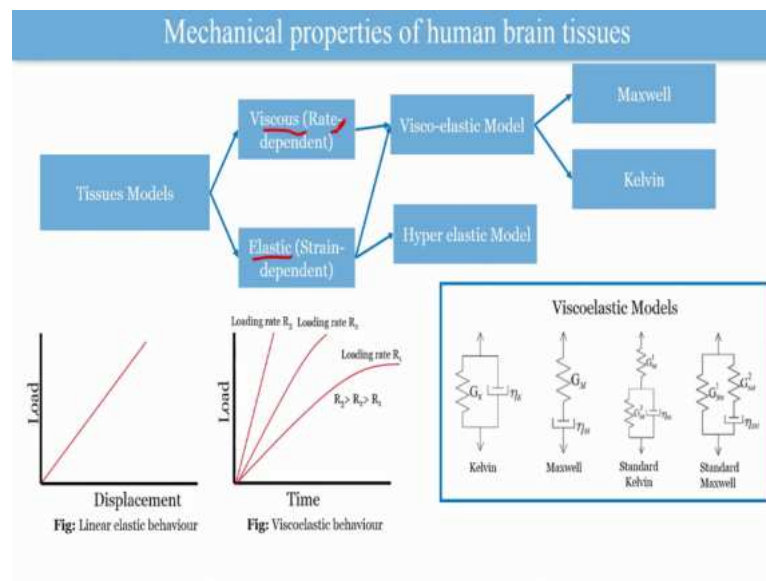 Mechanical properties of human brain tissues
Tissues Models
Viscous (Rate-
dependent)
Elastic (Strain-
dependent)
Visco-elastic Model
Hyper elastic Model
Maxwell
Kelvin
Load
Displacement
Fig: Linear elastic behaviour
Loading rate R₃
Loading rate R₂
Loading rate R₁
R₃> R₂> R₁
Load
Time
Fig: Viscoelastic behaviour
Viscoelastic Models
Kelvin
Maxwell
Standard
Kelvin
Standard
Maxwell